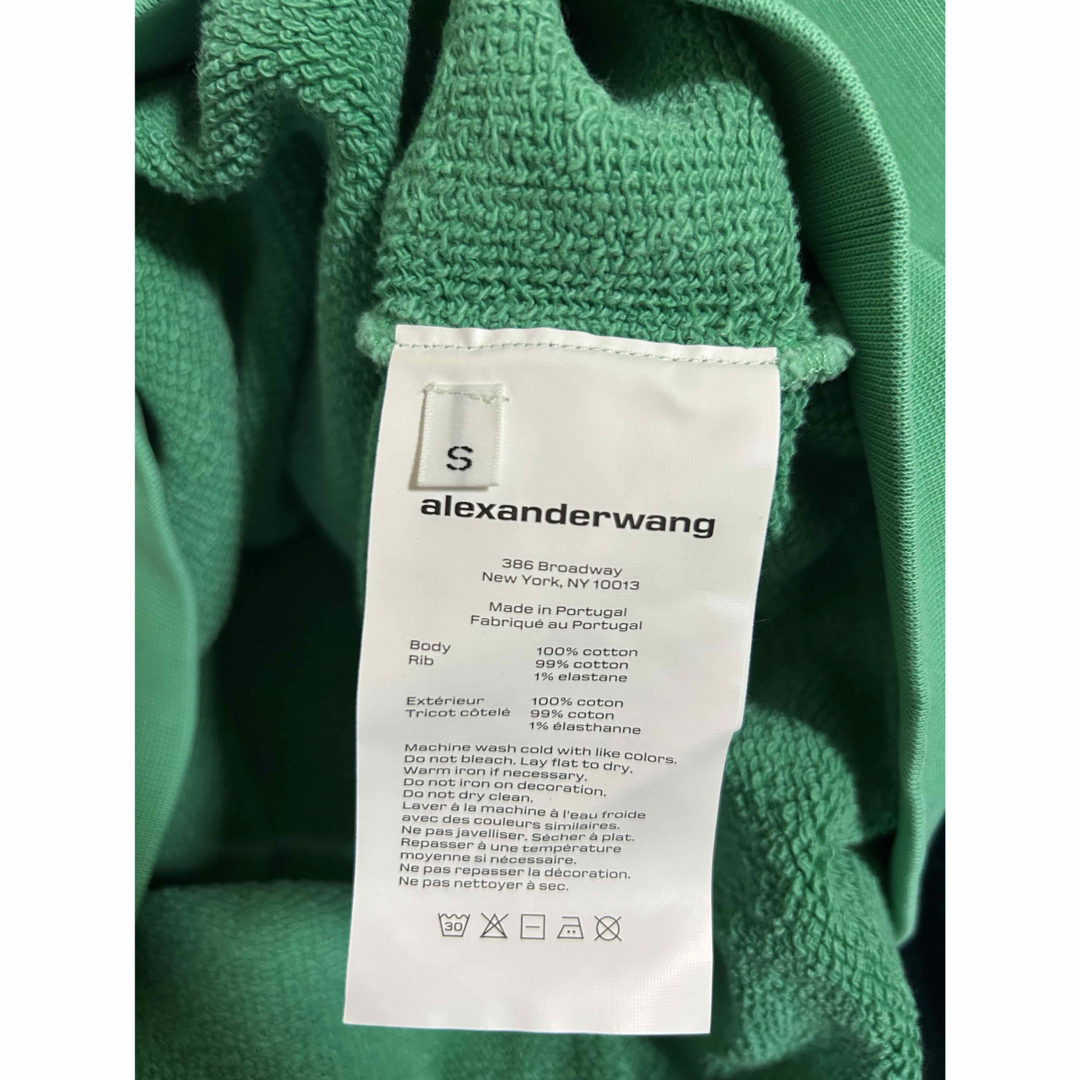 S
alexanderwang
386 Broadway
New York, NY 10013
Made in Portugal
Fabriqué au Portugal
Body 100% cotton
Rib 99% cotton
1% elastane
Extérieur 100% coton
Tricot côtelé 99% coton
1% élasthanne
Machine wash cold with like colors.
Do not bleach. Lay flat to dry.
Warm iron if necessary.
Do not iron on decoration.
Do not dry clean.
Laver à la machine à l'eau froide
avec des couleurs similaires.
Ne pas javelliser. Sécher à plat.
Repasser à une température
moyenne si nécessaire.
Ne pas repasser la décoration.
Ne pas nettoyer à sec.
30